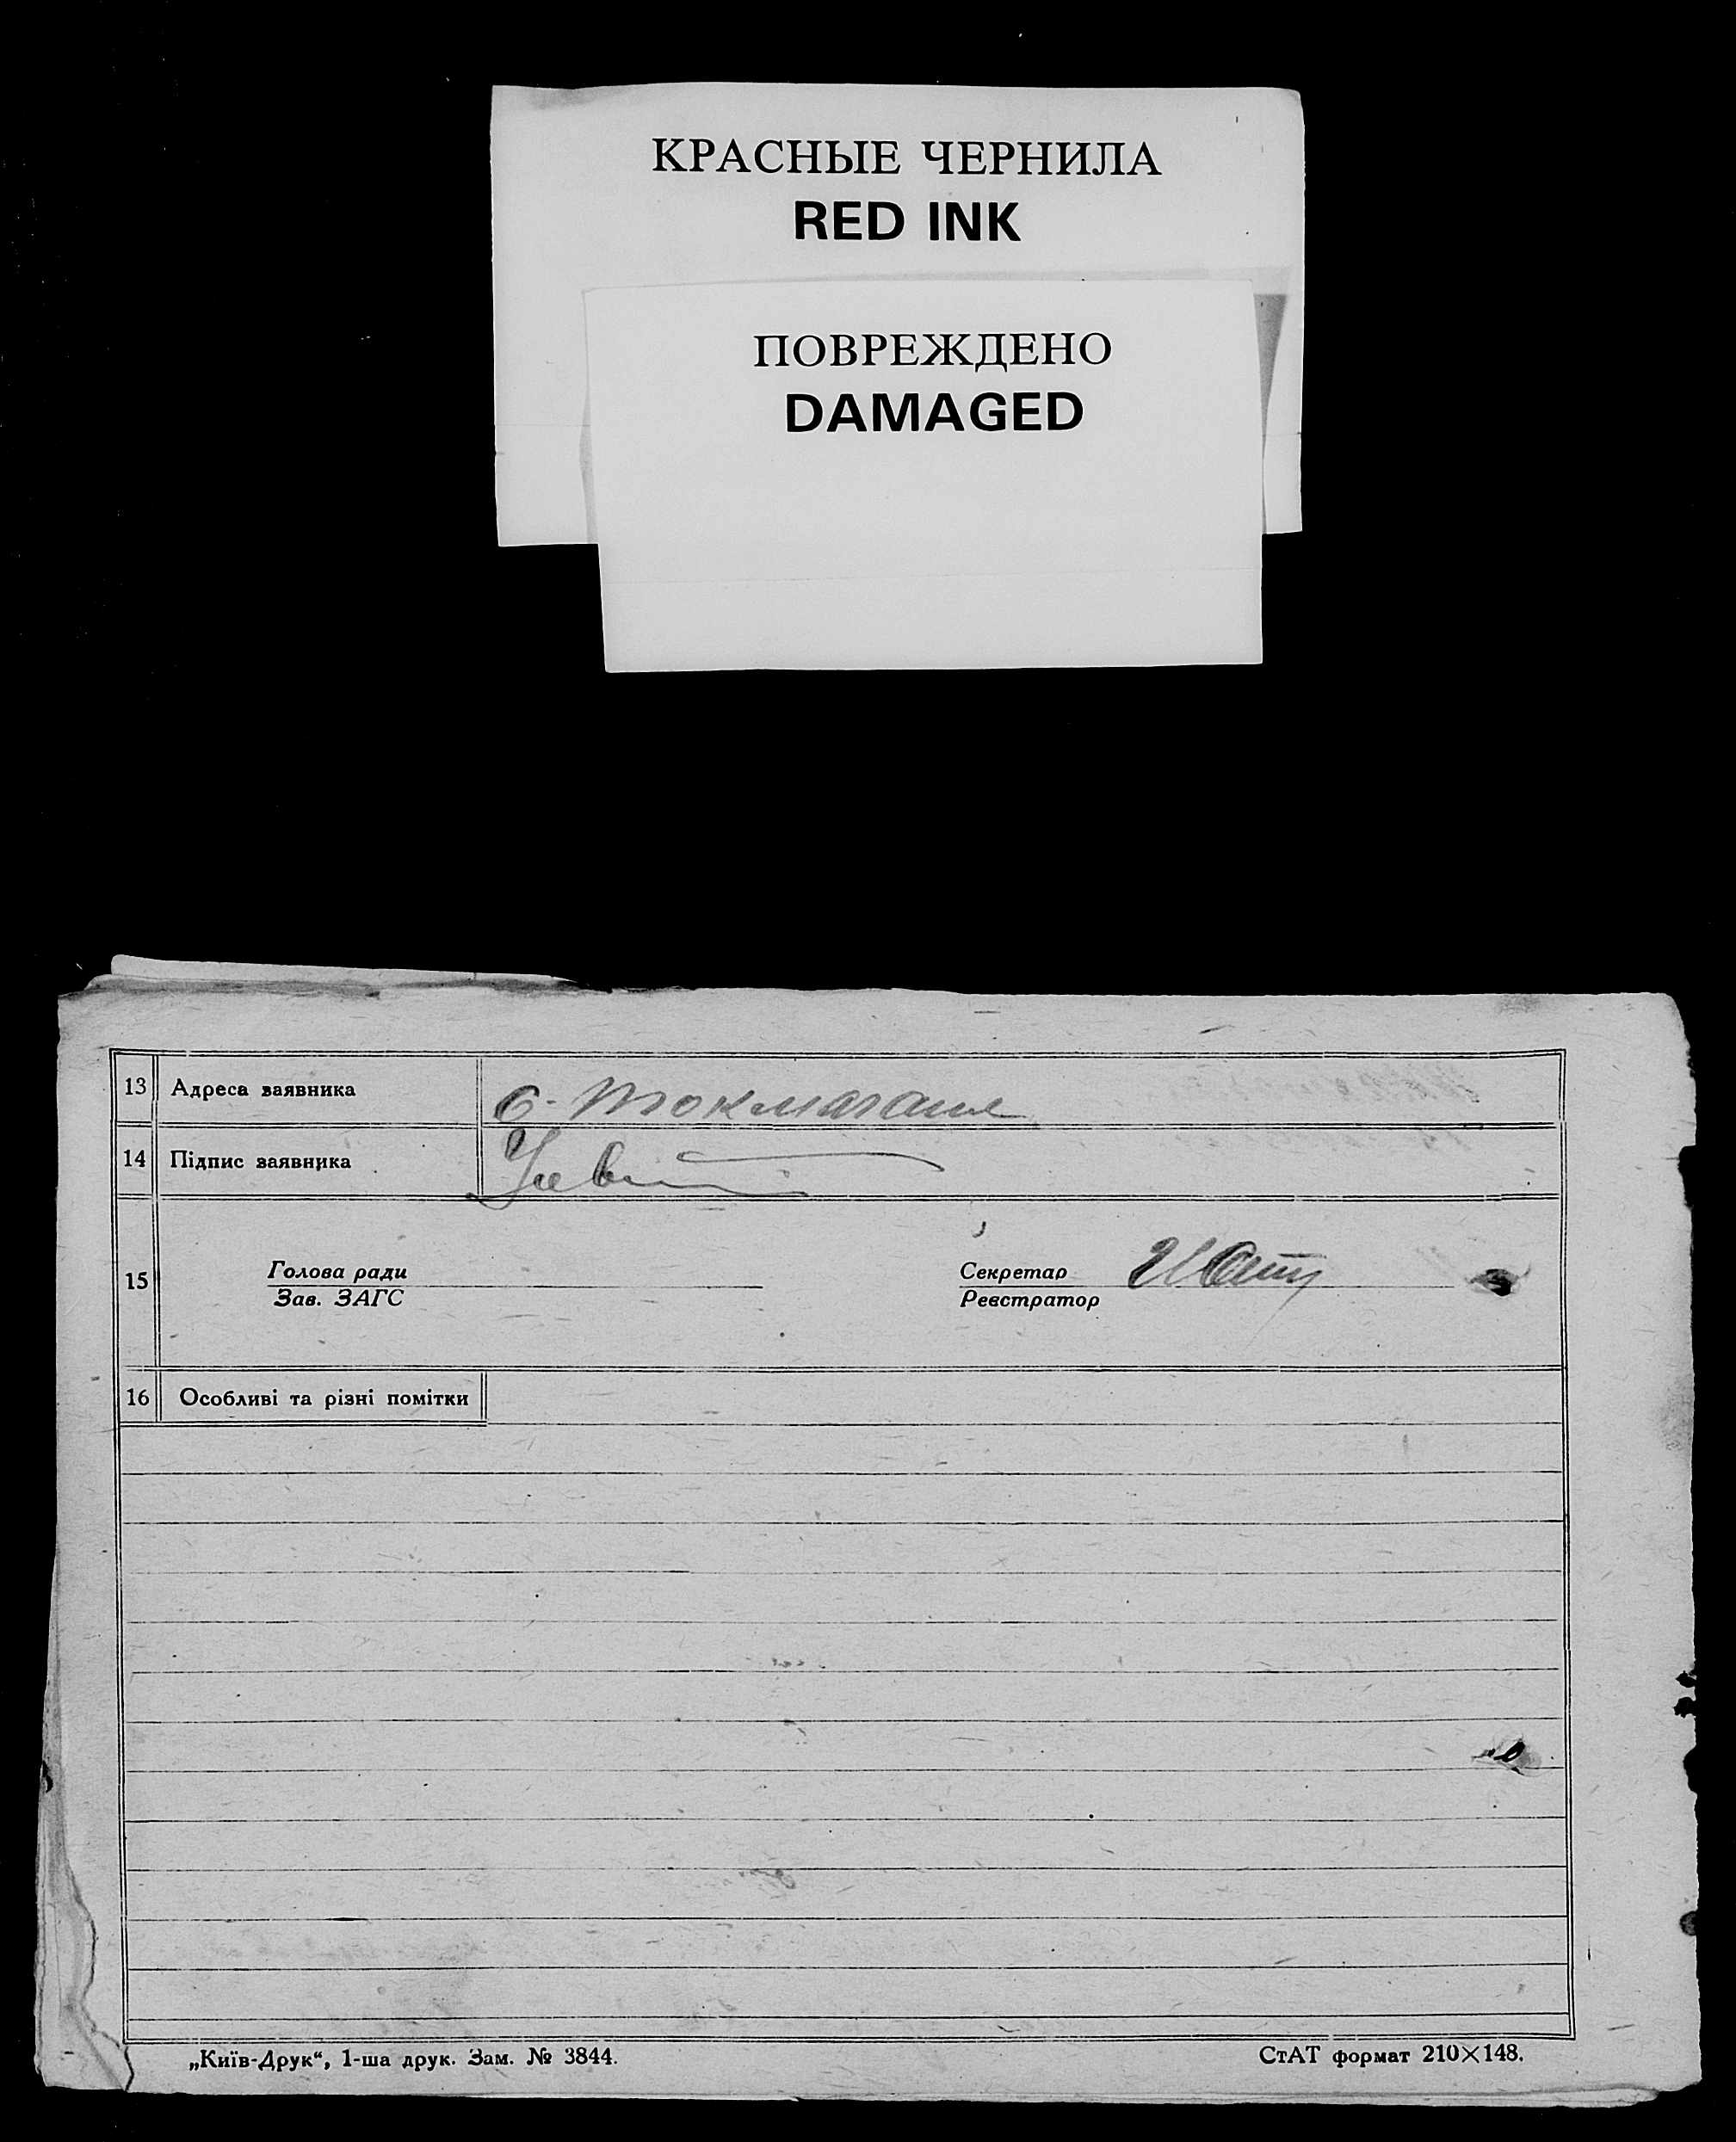 КРАСНЫЕ ЧЕРНИЛА
RED INK
ПОВРЕЖДЕНО
DAMAGED
13 Адреса заявника с. Токмагани
14 Підпис заявника
15 Голова ради Секретар
Зав. ЗАГС Реєстратор
16 Особливі та різні помітки
„Київ-Друк“, 1-ша друк. Зам. № 3844. СтАТ формат 210×148.